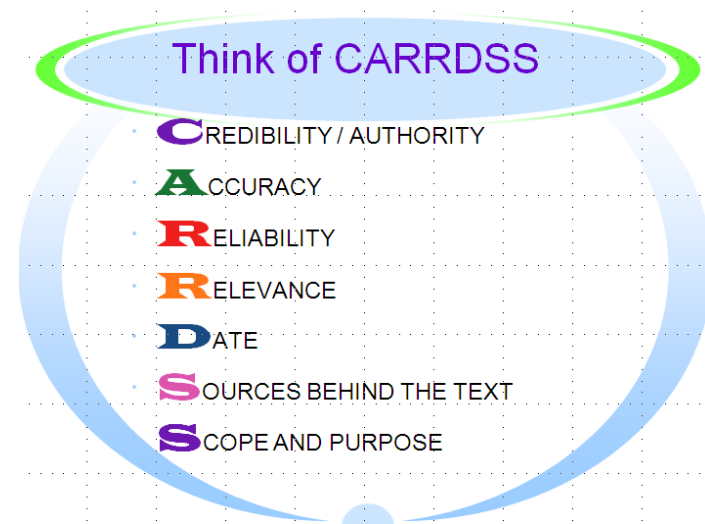 Think of CARRDSS
CREDIBILITY / AUTHORITY
ACCURACY
RELIABILITY
RELEVANCE
DATE
SOURCES BEHIND THE TEXT
SCOPE AND PURPOSE